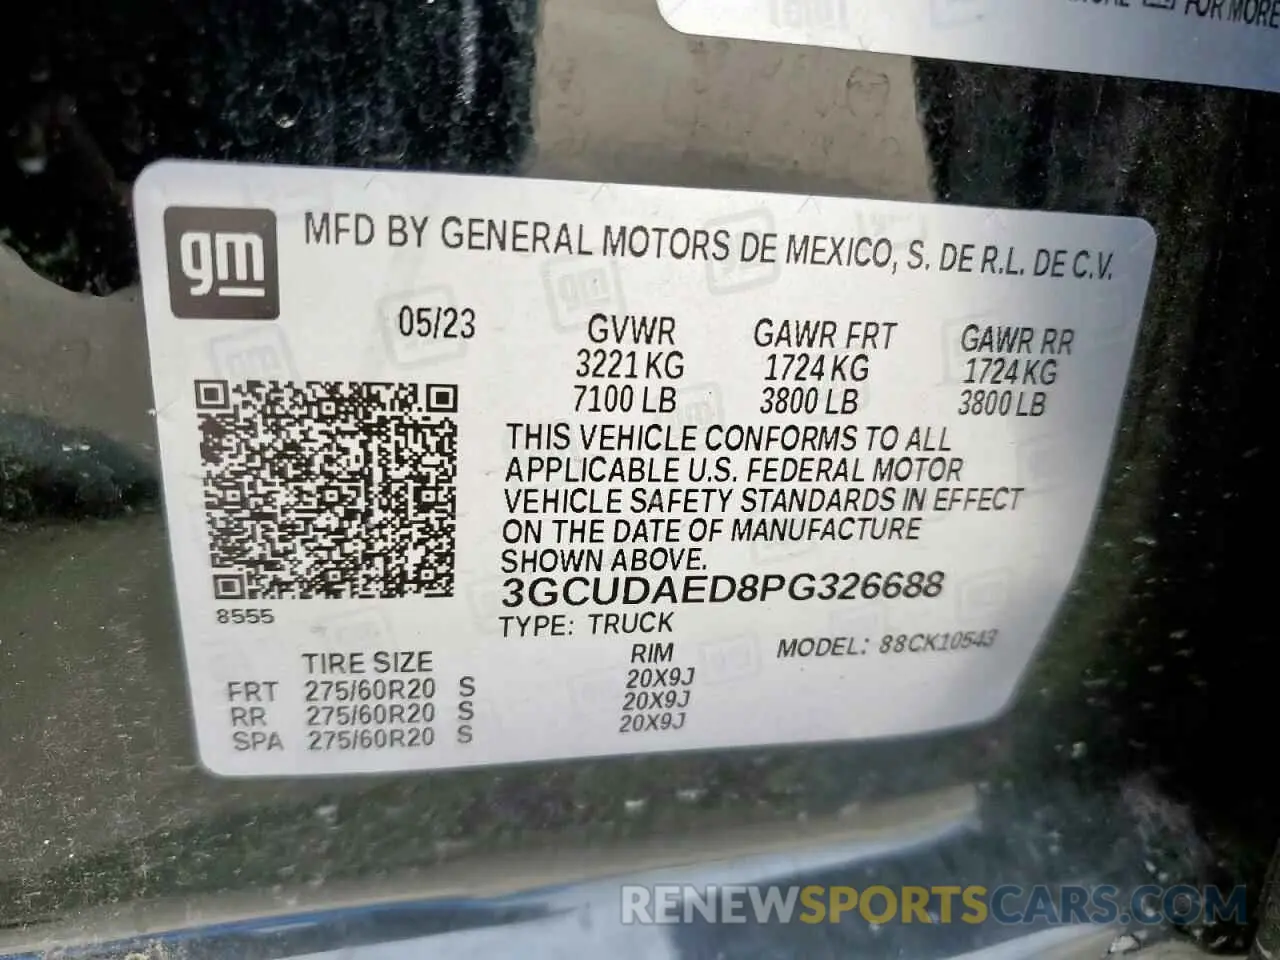 FOR MORE
gm
MFD BY GENERAL MOTORS DE MEXICO, S. DE R.L. DE C.V.
05/23
GVWR GAWR FRT GAWR RR
3221 KG 1724 KG 1724 KG
7100 LB 3800 LB 3800 LB
THIS VEHICLE CONFORMS TO ALL
APPLICABLE U.S. FEDERAL MOTOR
VEHICLE SAFETY STANDARDS IN EFFECT
ON THE DATE OF MANUFACTURE
SHOWN ABOVE.
3GCUDAED8PG326688
8555
TYPE: TRUCK MODEL: 88CK10543
TIRE SIZE RIM
FRT 275/60R20 S 20X9J
RR 275/60R20 S 20X9J
SPA 275/60R20 S 20X9J
RENEWSPORTSCARS.COM